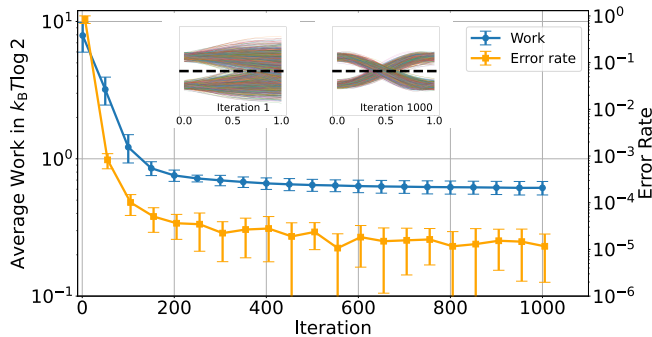 10¹
10⁰
10⁻¹
Average Work in k_BT log 2
Iteration 1
0.0 0.5 1.0
Iteration 1000
0.0 0.5 1.0
Work
Error rate
10⁰
10⁻¹
10⁻²
10⁻³
10⁻⁴
10⁻⁵
10⁻⁶
Error Rate
0 200 400 600 800 1000
Iteration